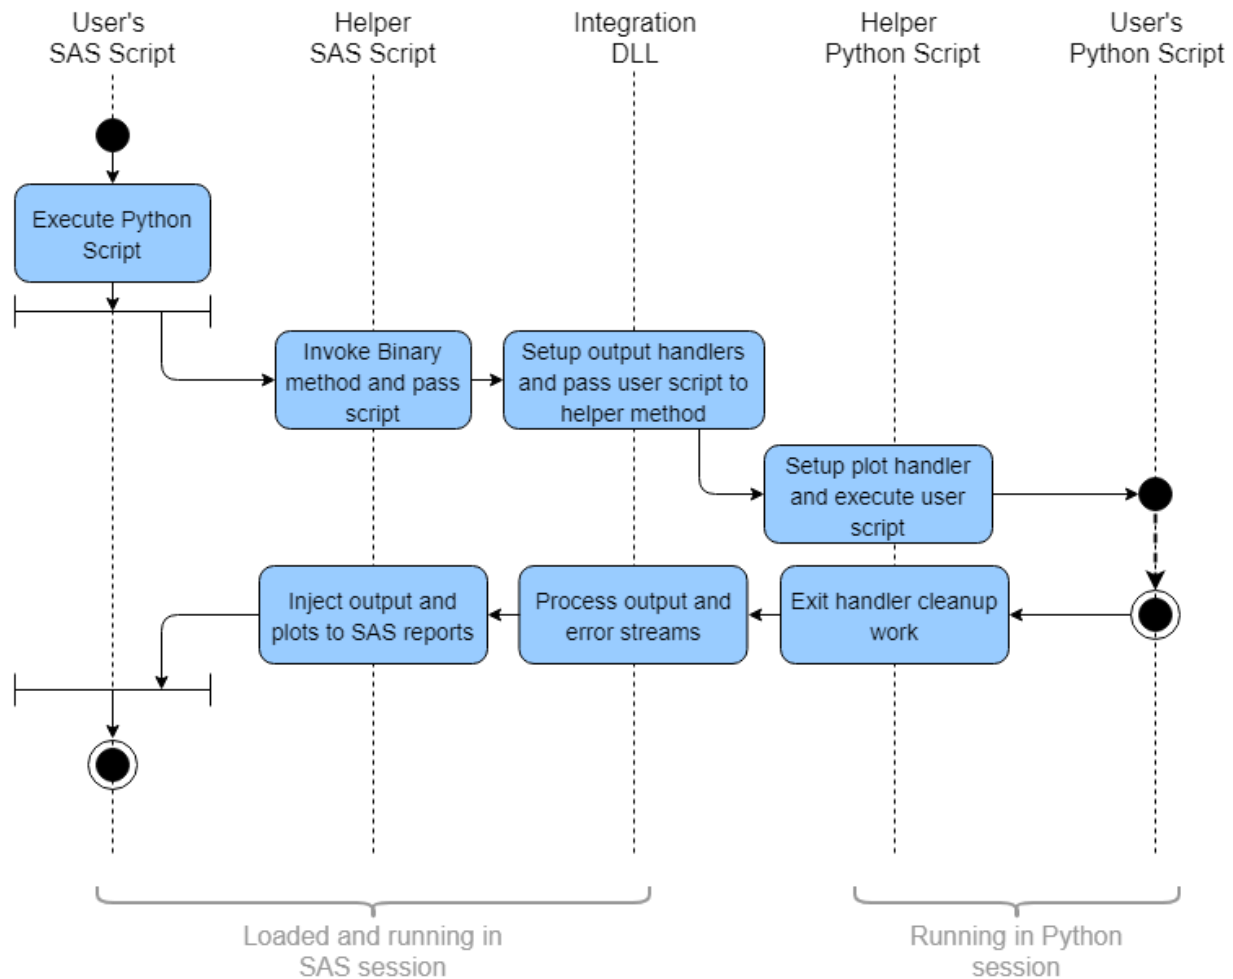 User's
SAS Script
Helper
SAS Script
Integration
DLL
Helper
Python Script
User's
Python Script
Execute Python
Script
Invoke Binary
method and pass
script
Setup output handlers
and pass user script to
helper method
Setup plot handler
and execute user
script
Inject output and
plots to SAS reports
Process output and
error streams
Exit handler cleanup
work
Loaded and running in
SAS session
Running in Python
session